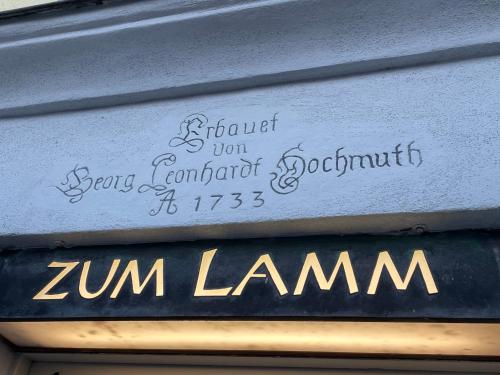 Erbauet
von
Georg Leonhardt Hochmuth
A 1733
ZUM LAMM